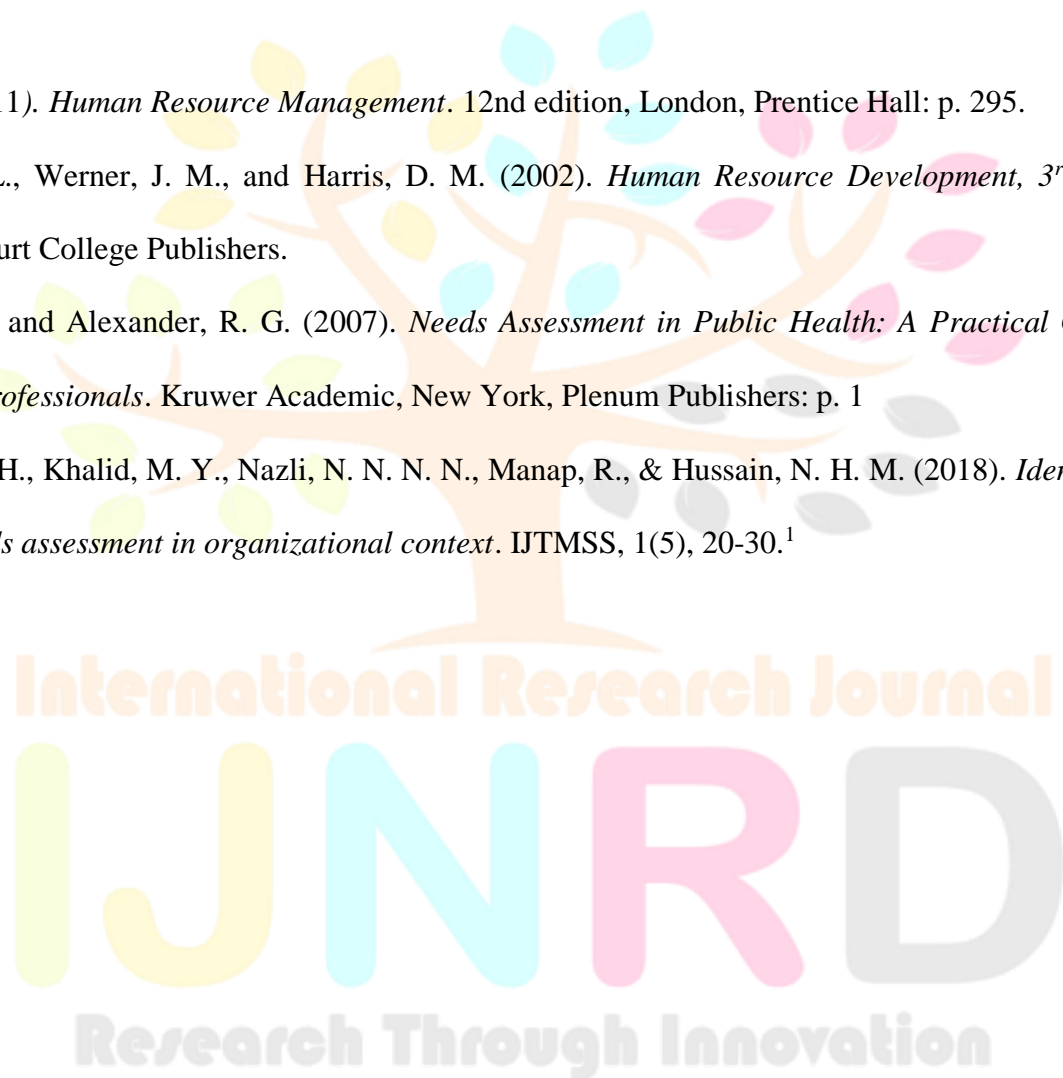 11). Human Resource Management. 12nd edition, London, Prentice Hall: p. 295.
L., Werner, J. M., and Harris, D. M. (2002). Human Resource Development, 3r
urt College Publishers.
and Alexander, R. G. (2007). Needs Assessment in Public Health: A Practical
rofessionals. Kruwer Academic, New York, Plenum Publishers: p. 1
H., Khalid, M. Y., Nazli, N. N. N. N., Manap, R., & Hussain, N. H. M. (2018). Iden
ls assessment in organizational context. IJTMSS, 1(5), 20-30.1
International Research Journal
IJNRD
Research Through Innovation